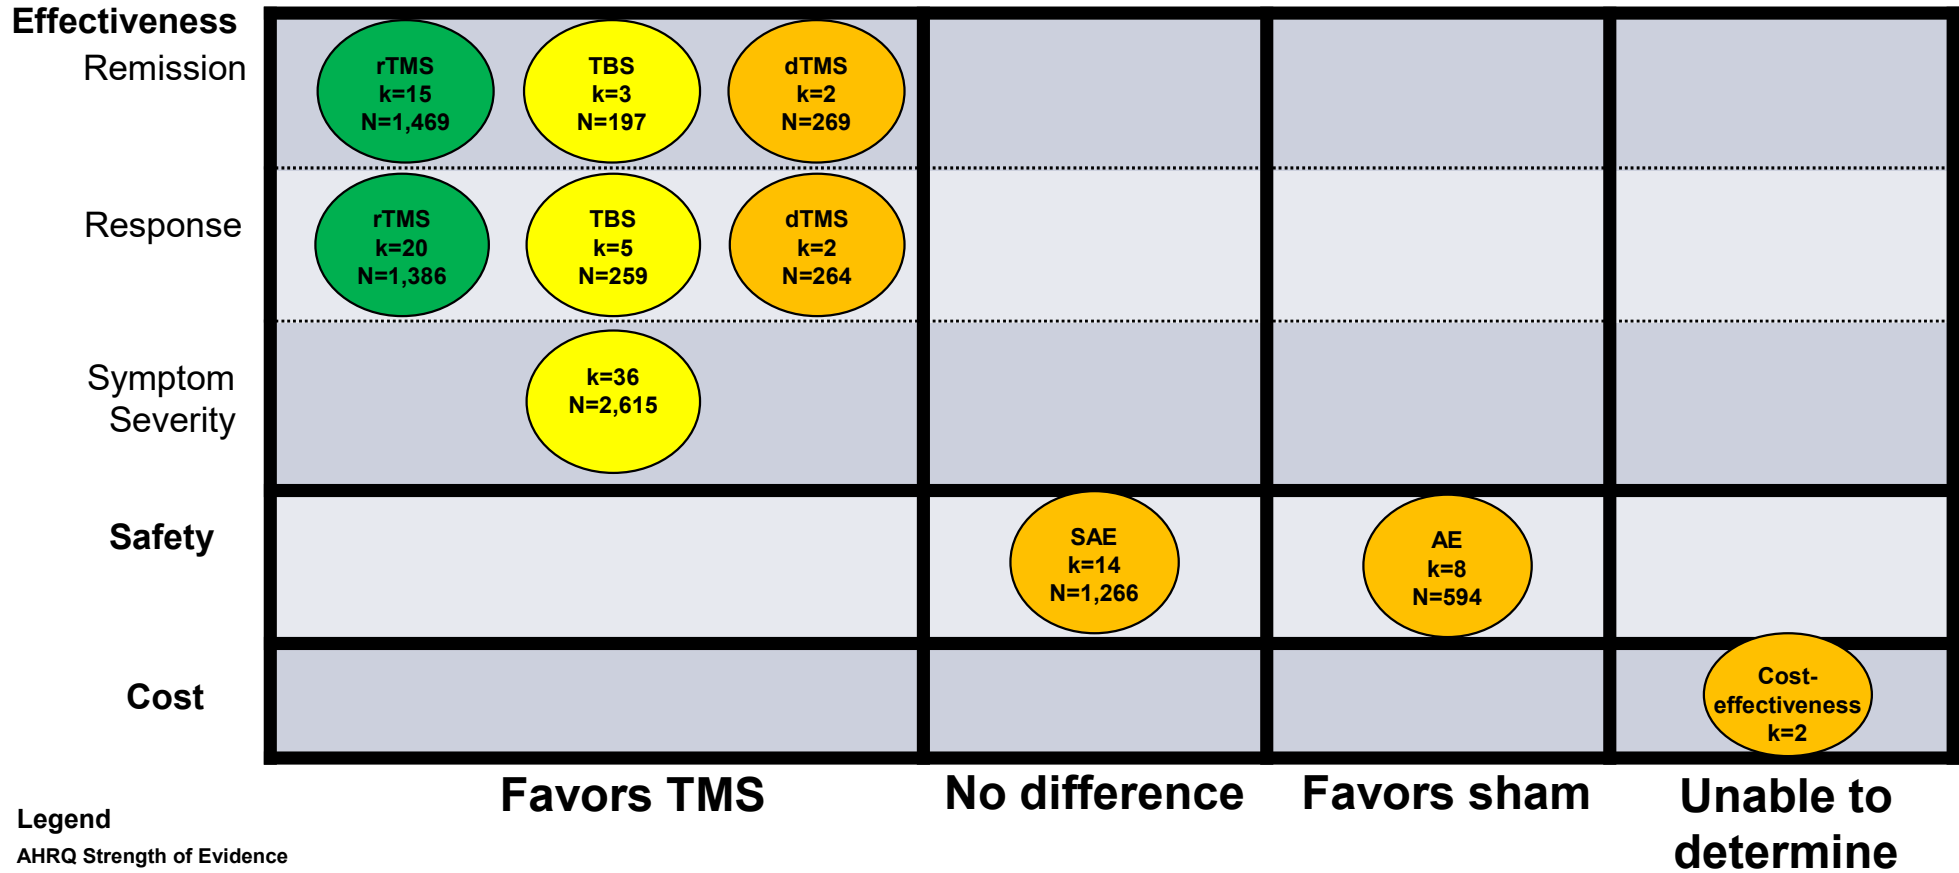 Effectiveness
Remission
rTMS
k=15
N=1,469
TBS
k=3
N=197
dTMS
k=2
N=269
Response
rTMS
k=20
N=1,386
TBS
k=5
N=259
dTMS
k=2
N=264
Symptom
Severity
k=36
N=2,615
Safety
SAE
k=14
N=1,266
AE
k=8
N=594
Cost
Cost-
effectiveness
k=2
Favors TMS
No difference
Favors sham
Unable to
determine
Legend
AHRQ Strength of Evidence